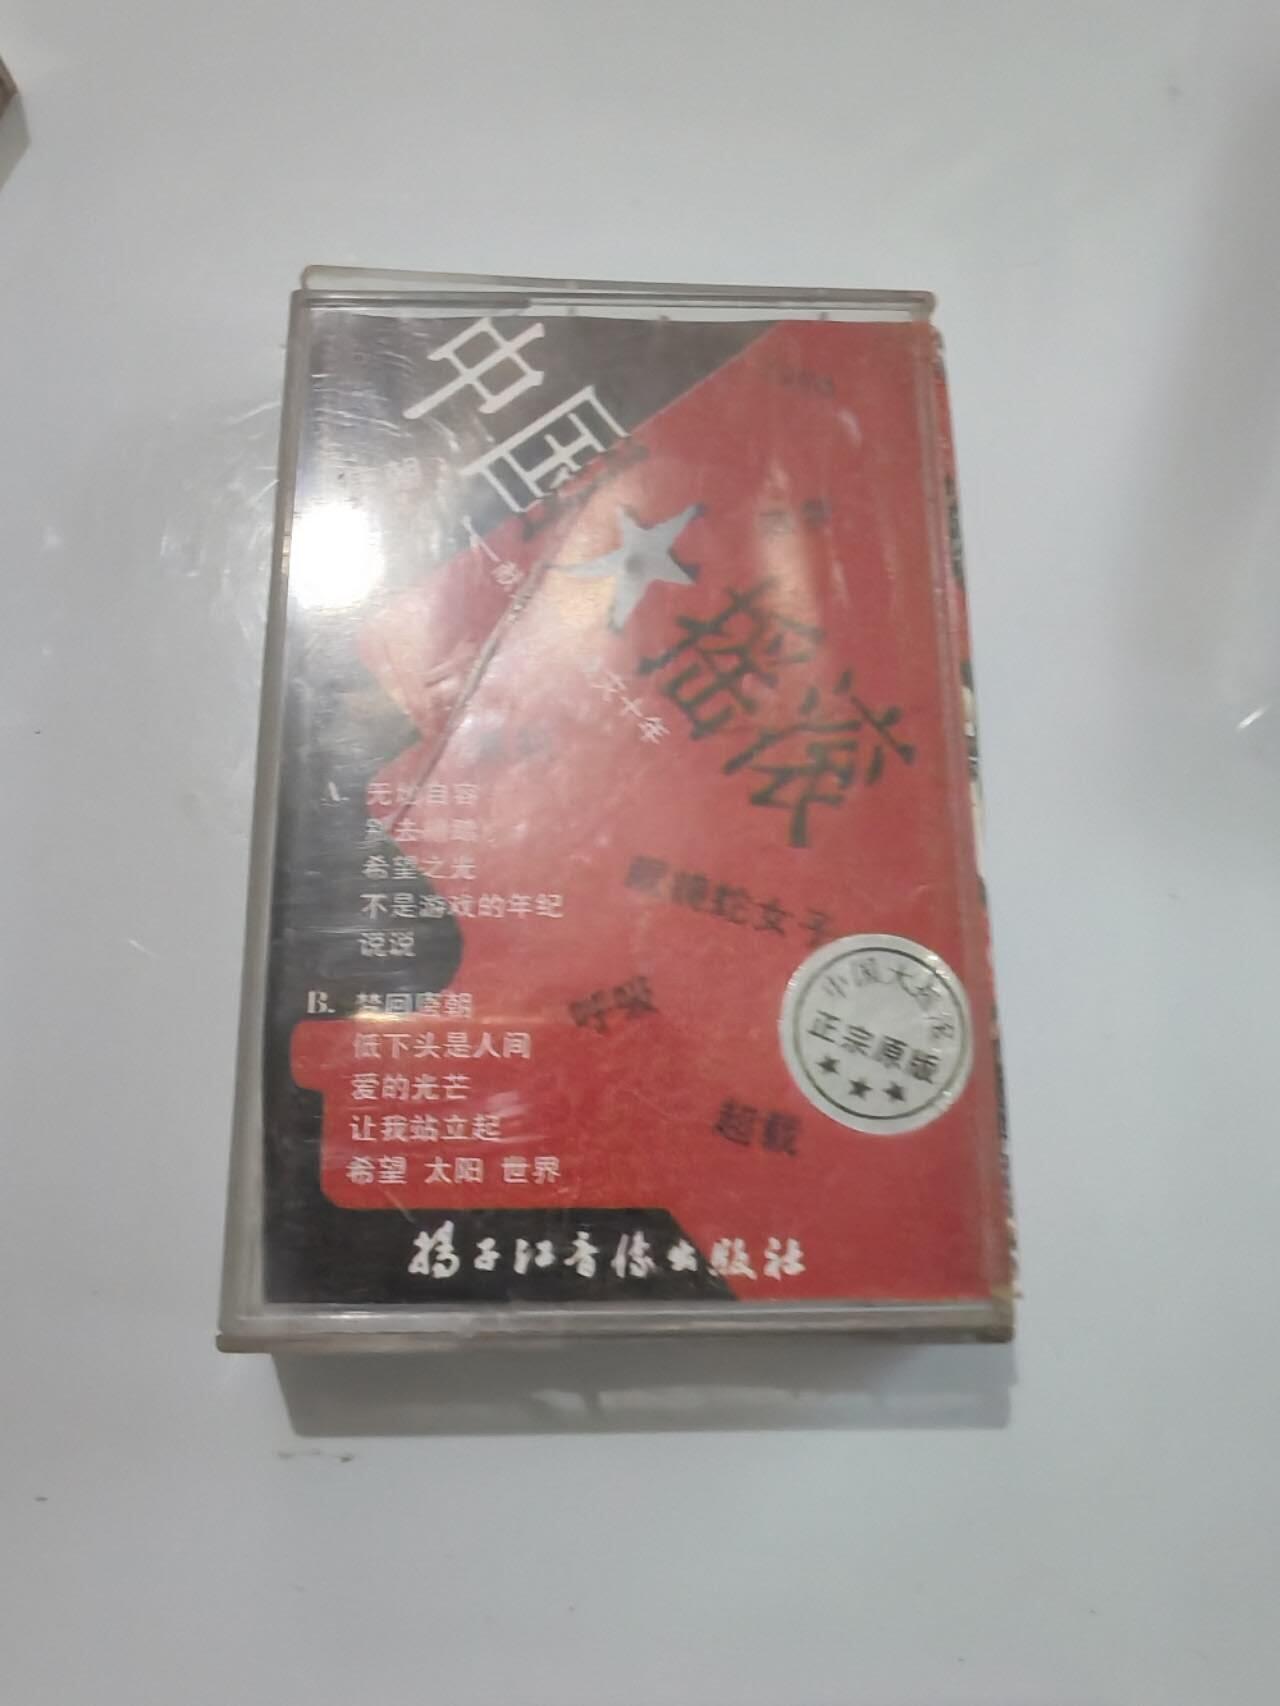 中国
摇滚
眼镜蛇女子
呼吸
超载
正宗原版
A. 无地自容
希望之光
不是游戏的年纪
说说
B. 梦回唐朝
低下头是人间
爱的光芒
让我站立起
希望 太阳 世界
扬子江音像出版社